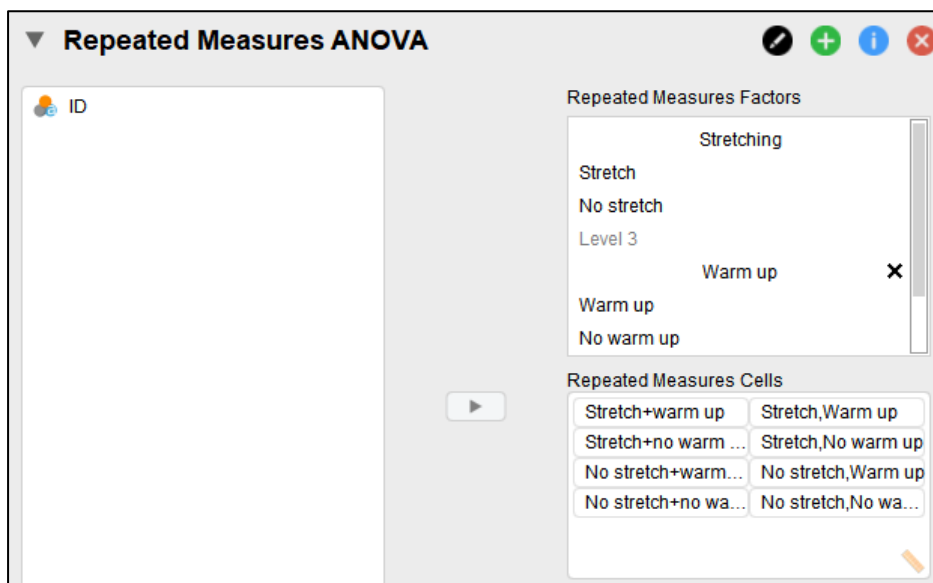 Repeated Measures ANOVA
ID
Repeated Measures Factors
Stretching
Stretch
No stretch
Level 3
Warm up
Warm up
No warm up
Repeated Measures Cells
Stretch+warm up Stretch,Warm up
Stretch+no warm ... Stretch,No warm up
No stretch+warm... No stretch,Warm up
No stretch+no wa... No stretch,No wa...